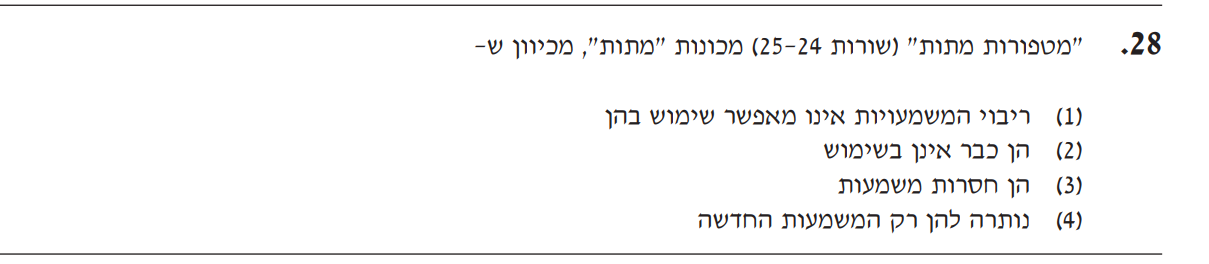 28. "מטפורות מתות" (שורות 24–25) מכונות "מתות", מכיוון ש-
(1) ריבוי המשמעויות אינו מאפשר שימוש בהן
(2) הן כבר אינן בשימוש
(3) הן חסרות משמעות
(4) נותרה להן רק המשמעות החדשה